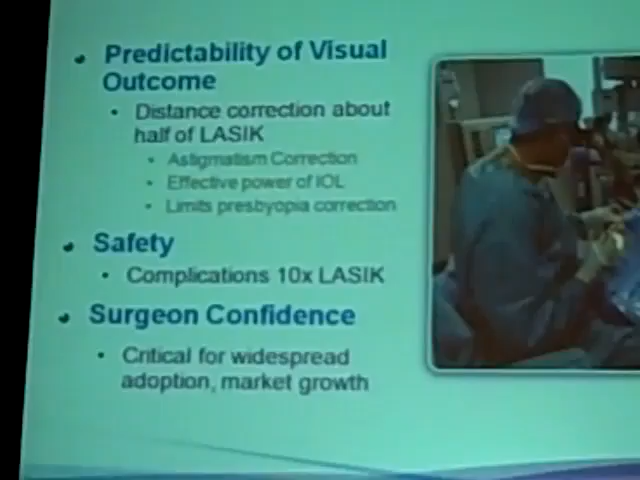 Predictability of Visual
Outcome
Distance correction about
half of LASIK
Astigmatism Correction
Effective power of IOL
Limits presbyopia correction
Safety
Complications 10x LASIK
Surgeon Confidence
Critical for widespread
adoption, market growth